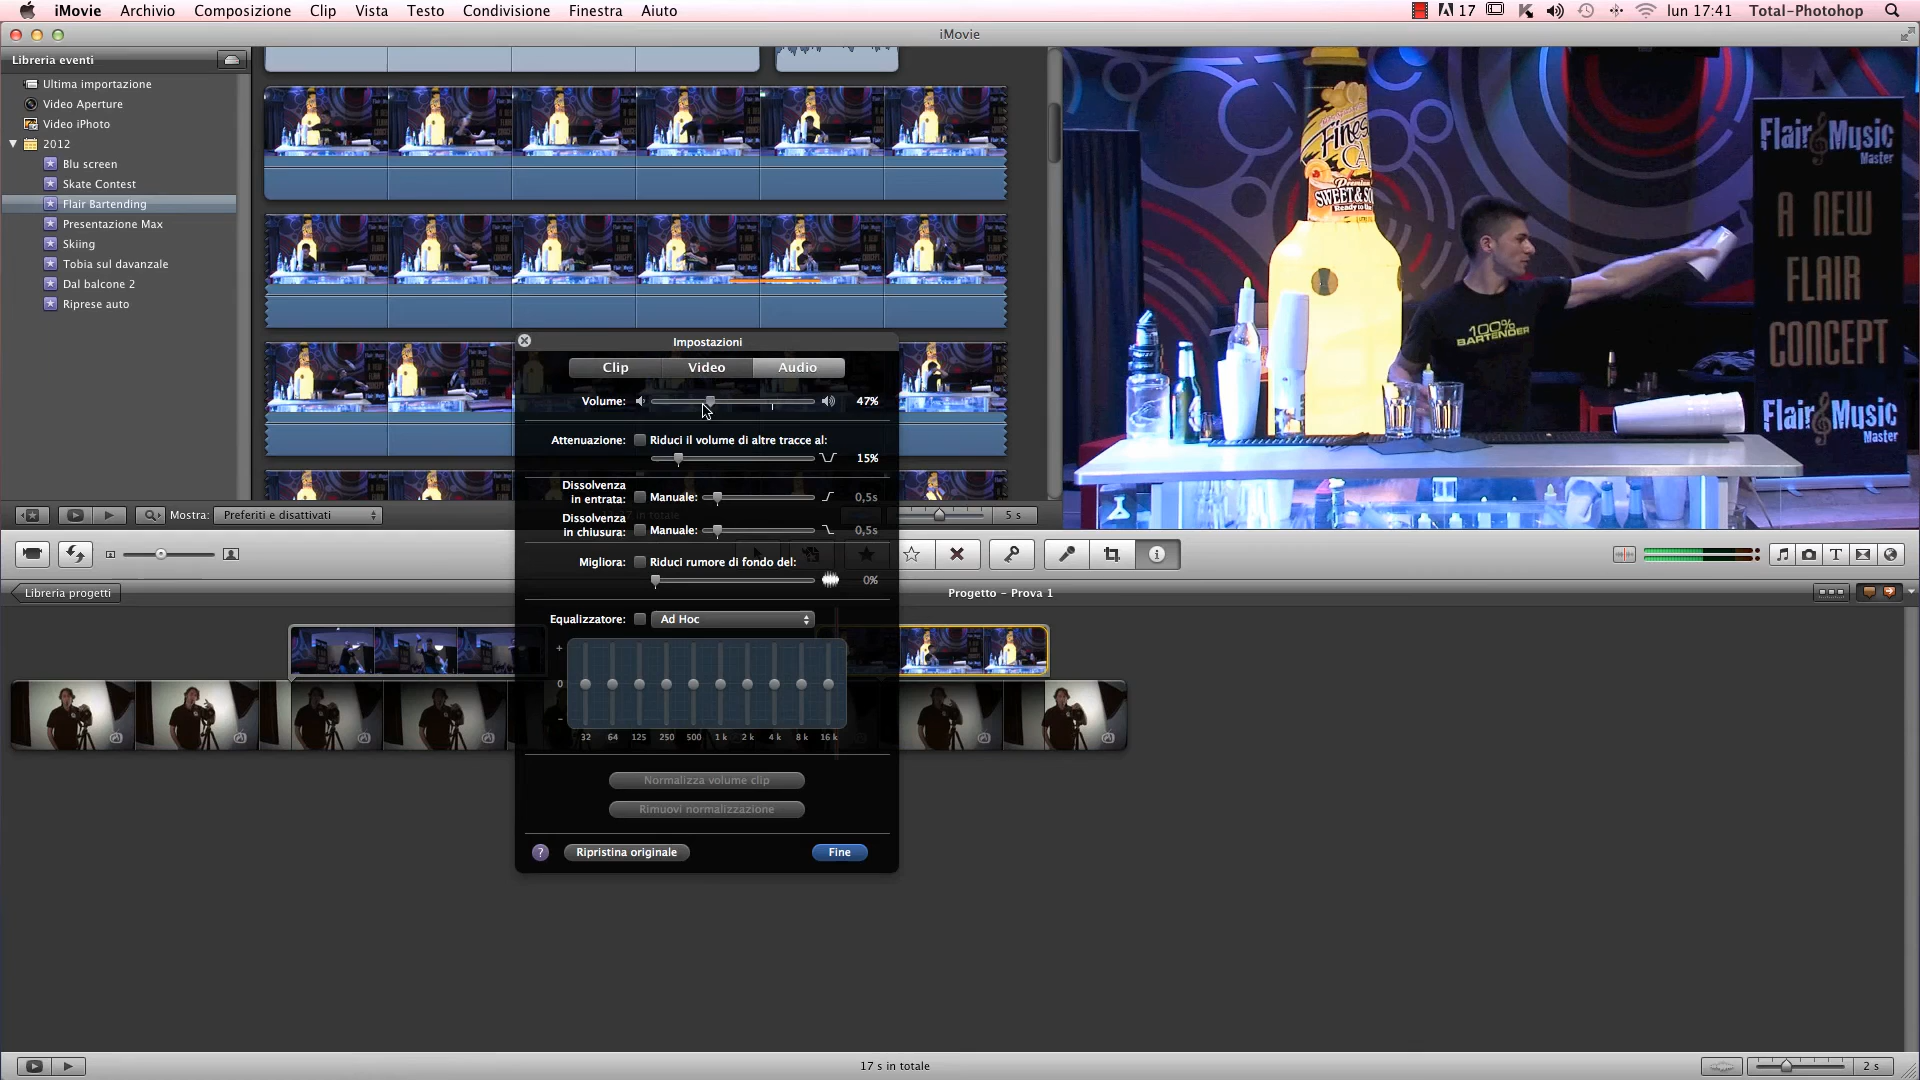 iMovie Archivio Composizione Clip Vista Testo Condivisione Finestra Aiuto 17 lun 17:41 Total-Photohop
iMovie
Libreria eventi
Ultima importazione
Video Aperture
Video iPhoto
2012
Blu screen
Skate Contest
Flair Bartending
Presentazione Max
Skiing
Tobia sul davanzale
Dal balcone 2
Riprese auto
Flair Music
Master
A NEW
FLAIR
CONCEPT
Flair Music
Master
SWEET & SO
100%
BARTENDER
Mostra: Preferiti e disattivati
5 s
Impostazioni
Clip Video Audio
Volume: 47%
Attenuazione: Riduci il volume di altre tracce al:
15%
Dissolvenza
in entrata: Manuale: 0,5s
Dissolvenza
in chiusura: Manuale: 0,5s
Migliora: Riduci rumore di fondo del:
0%
Equalizzatore: Ad Hoc
+
0
−
32 64 125 250 500 1 k 2 k 4 k 8 k 16 k
Normalizza volume clip
Rimuovi normalizzazione
? Ripristina originale Fine
Libreria progetti
Progetto - Prova 1
17 s in totale
2 s